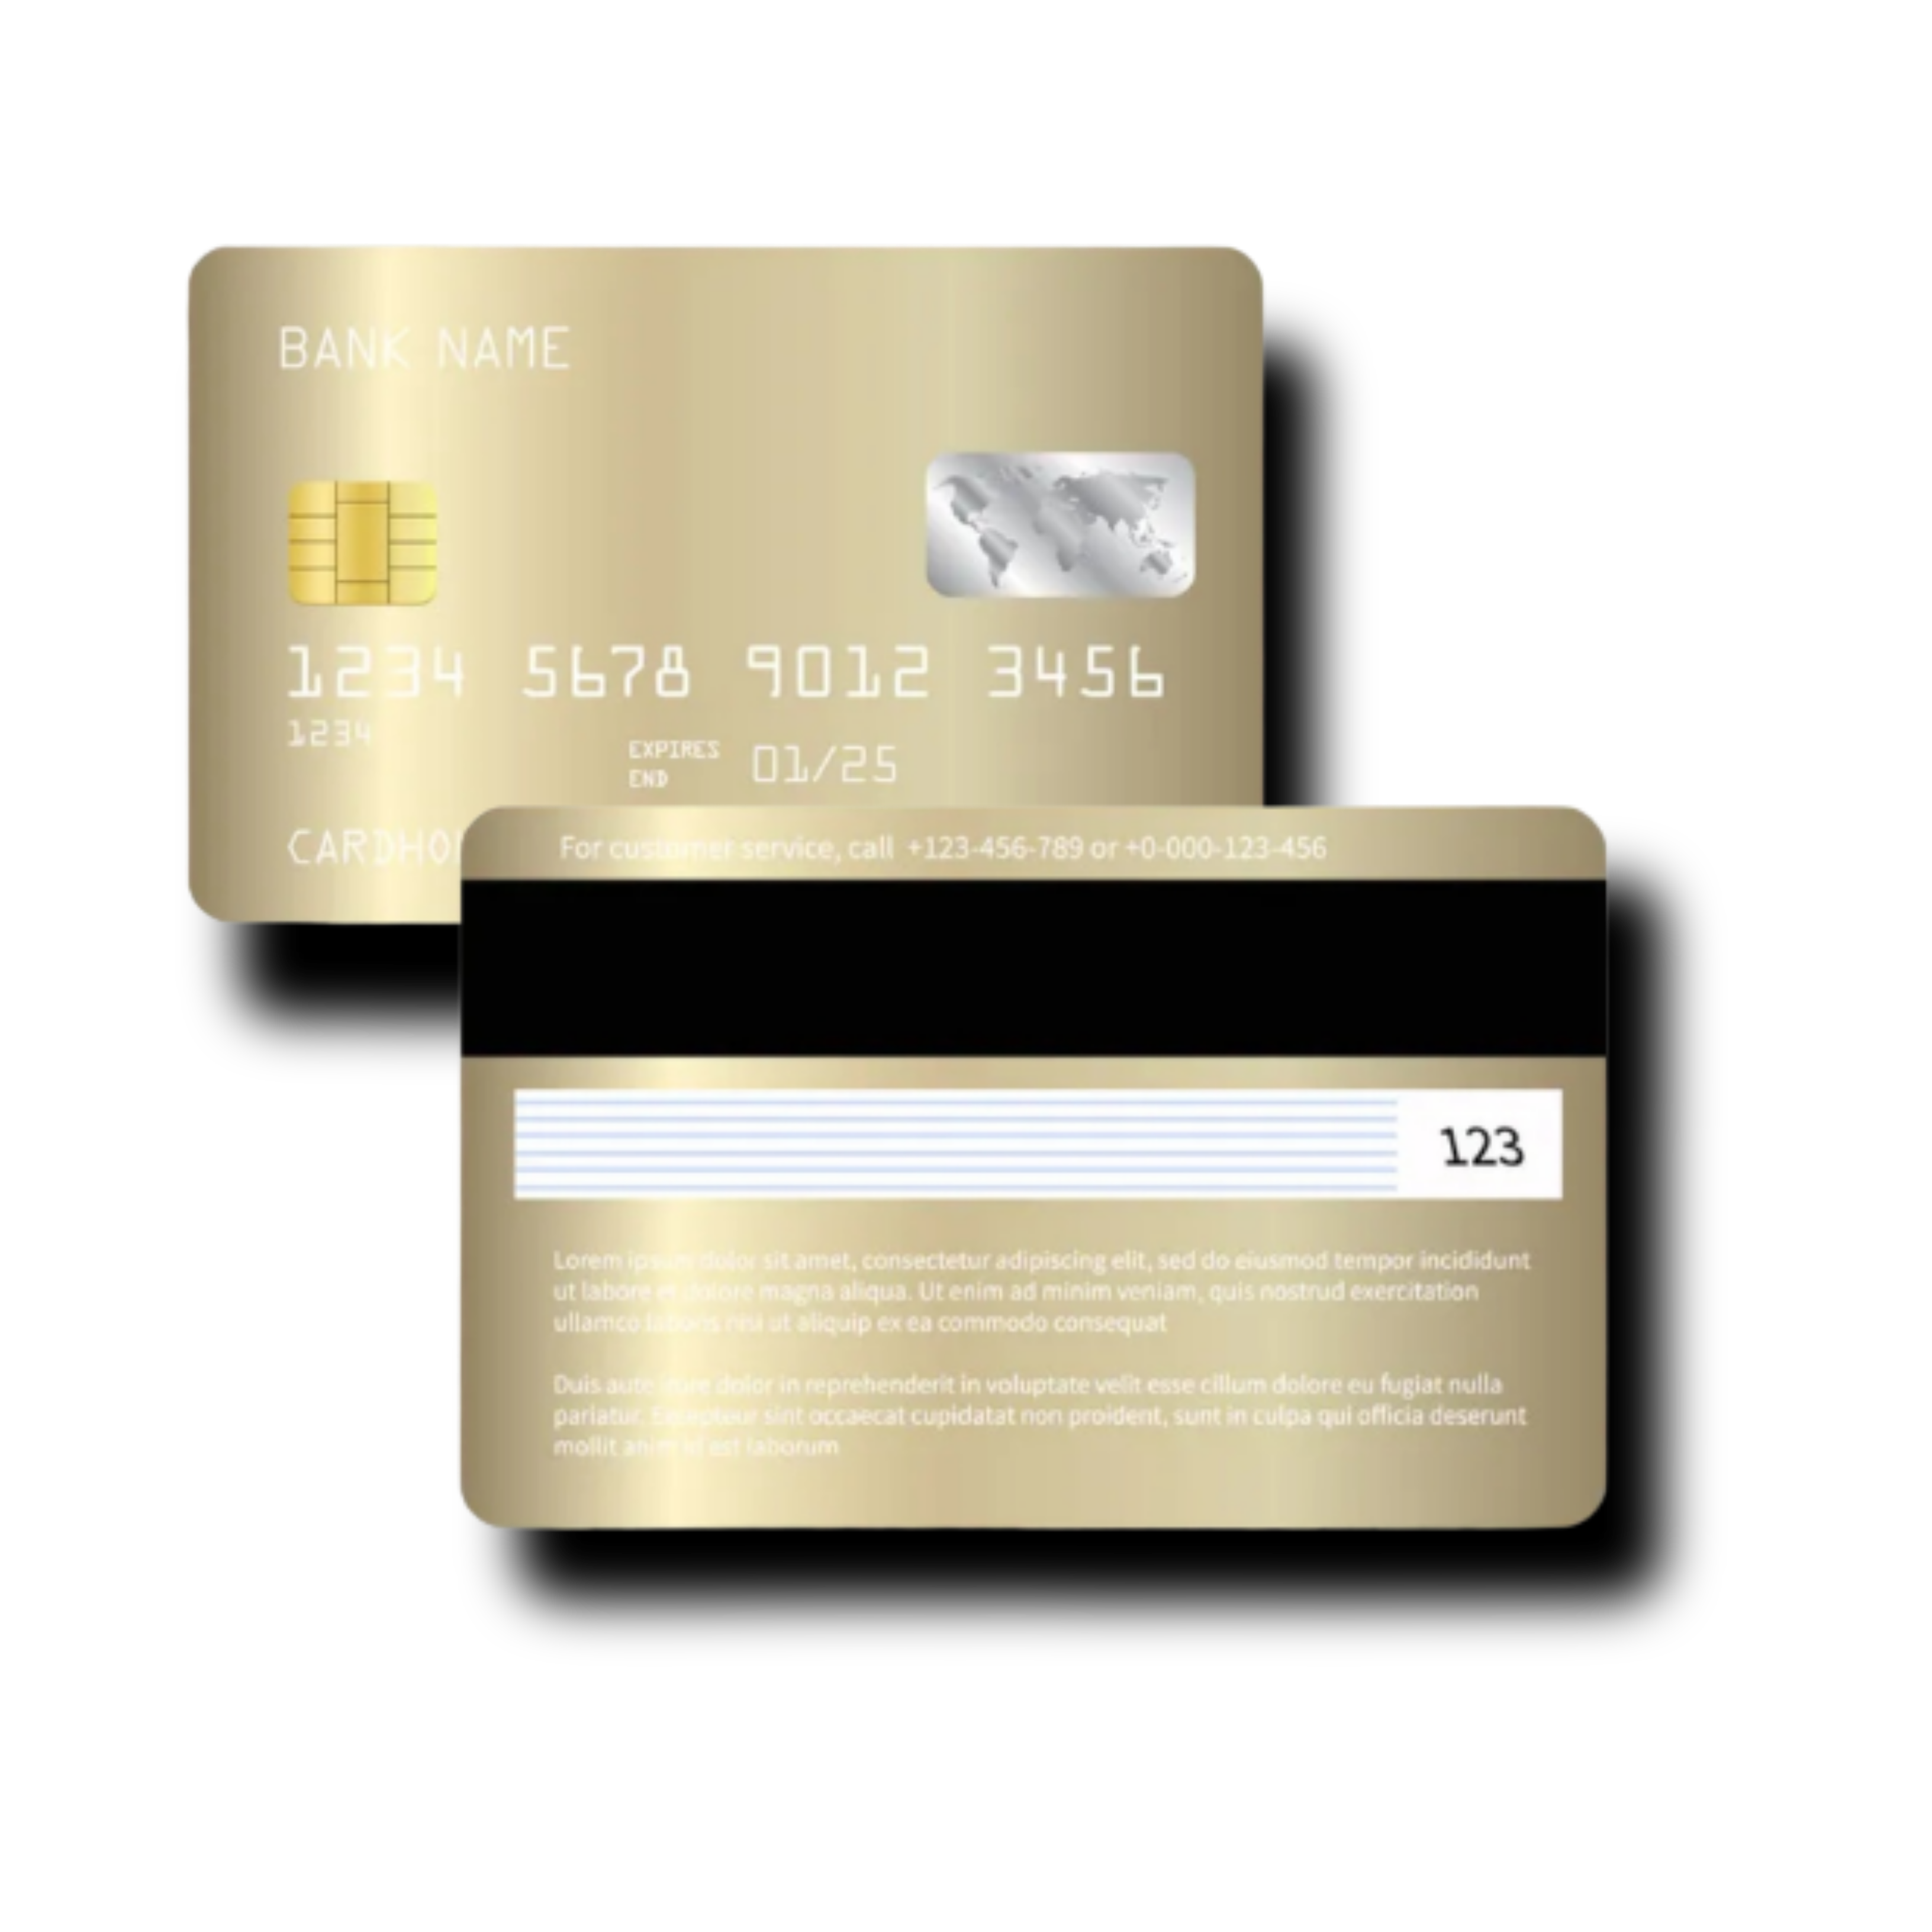 BANK NAME
1234 5678 9012 3456
1234
EXPIRES
END
01/25
CARDHO
For customer service, call +123-456-789 or +0-000-123-456
123
Lorem ipsum dolor sit amet, consectetur adipiscing elit, sed do eiusmod tempor incididunt
ut labore et dolore magna aliqua. Ut enim ad minim veniam, quis nostrud exercitation
ullamco laboris nisi ut aliquip ex ea commodo consequat
Duis aute irure dolor in reprehenderit in voluptate velit esse cillum dolore eu fugiat nulla
pariatur. Excepteur sint occaecat cupidatat non proident, sunt in culpa qui officia deserunt
mollit anim id est laborum